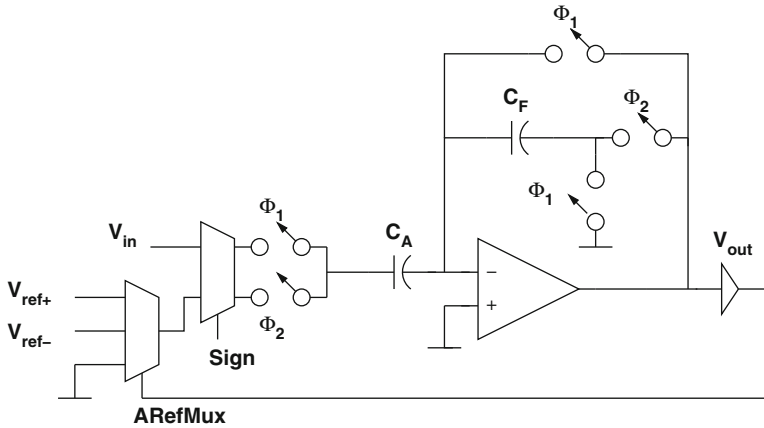 Φ1
CF
Φ2
Φ1
Vin
Φ1
CA
Vout
Vref+
Vref−
−
+
Φ2
Sign
ARefMux